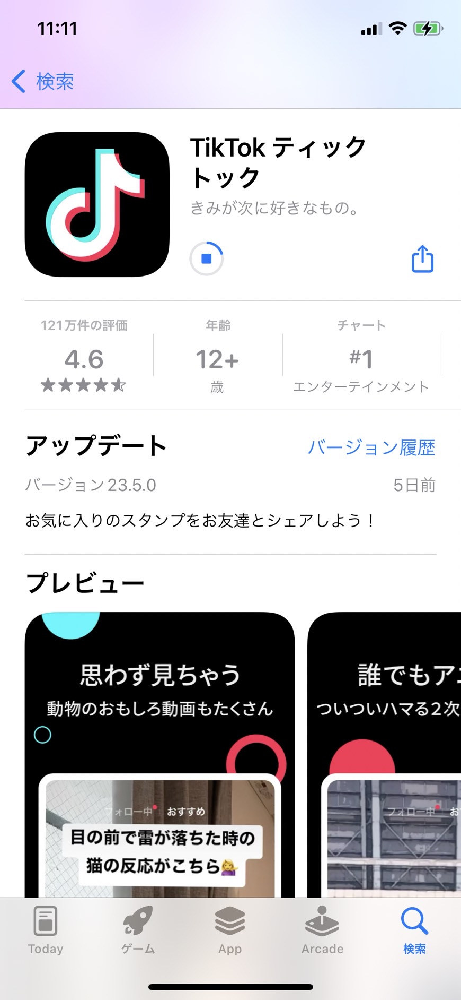 11:11
検索
TikTok ティック
トック
きみが次に好きなもの。
121万件の評価
年齢
チャート
4.6
12+
#1
歳
エンターテインメント
アップデート
バージョン履歴
バージョン 23.5.0
5日前
お気に入りのスタンプをお友達とシェアしよう！
プレビュー
思わず見ちゃう
動物のおもしろ動画もたくさん
フォロー中 おすすめ
目の前で雷が落ちた時の
猫の反応がこちら💁‍♀️
誰でもア
ついついハマる２次
フォロー中 お
Today
ゲーム
App
Arcade
検索